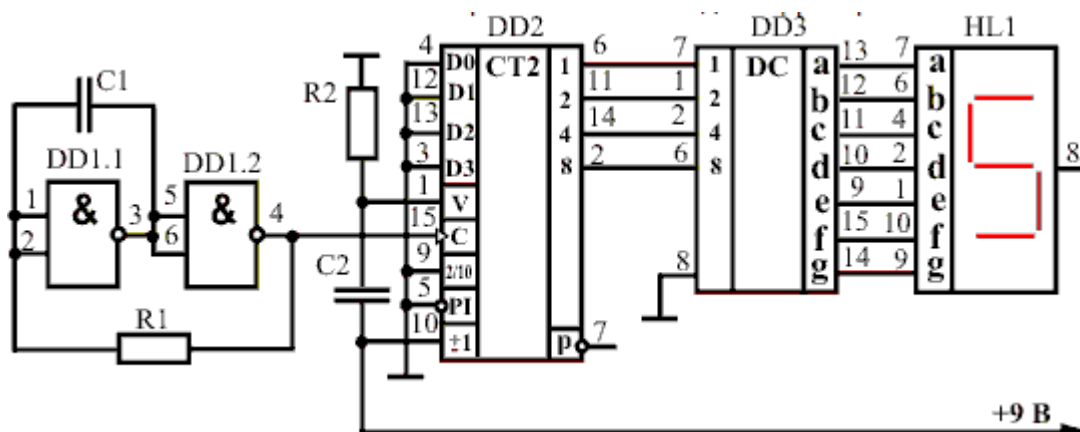 DD2
DD3
HL1
C1
DD1.1
DD1.2
1
2
&
3
5
6
&
4
R1
R2
C2
4
12
13
3
1
15
9
5
10
D0
D1
D2
D3
V
C
2/10
PI
±1
CT2
1
2
4
8
p
6
11
14
2
7
7
1
2
6
8
1
2
4
8
DC
a
b
c
d
e
f
g
13
12
11
10
9
15
14
7
6
4
2
1
10
9
a
b
c
d
e
f
g
8
+9 В